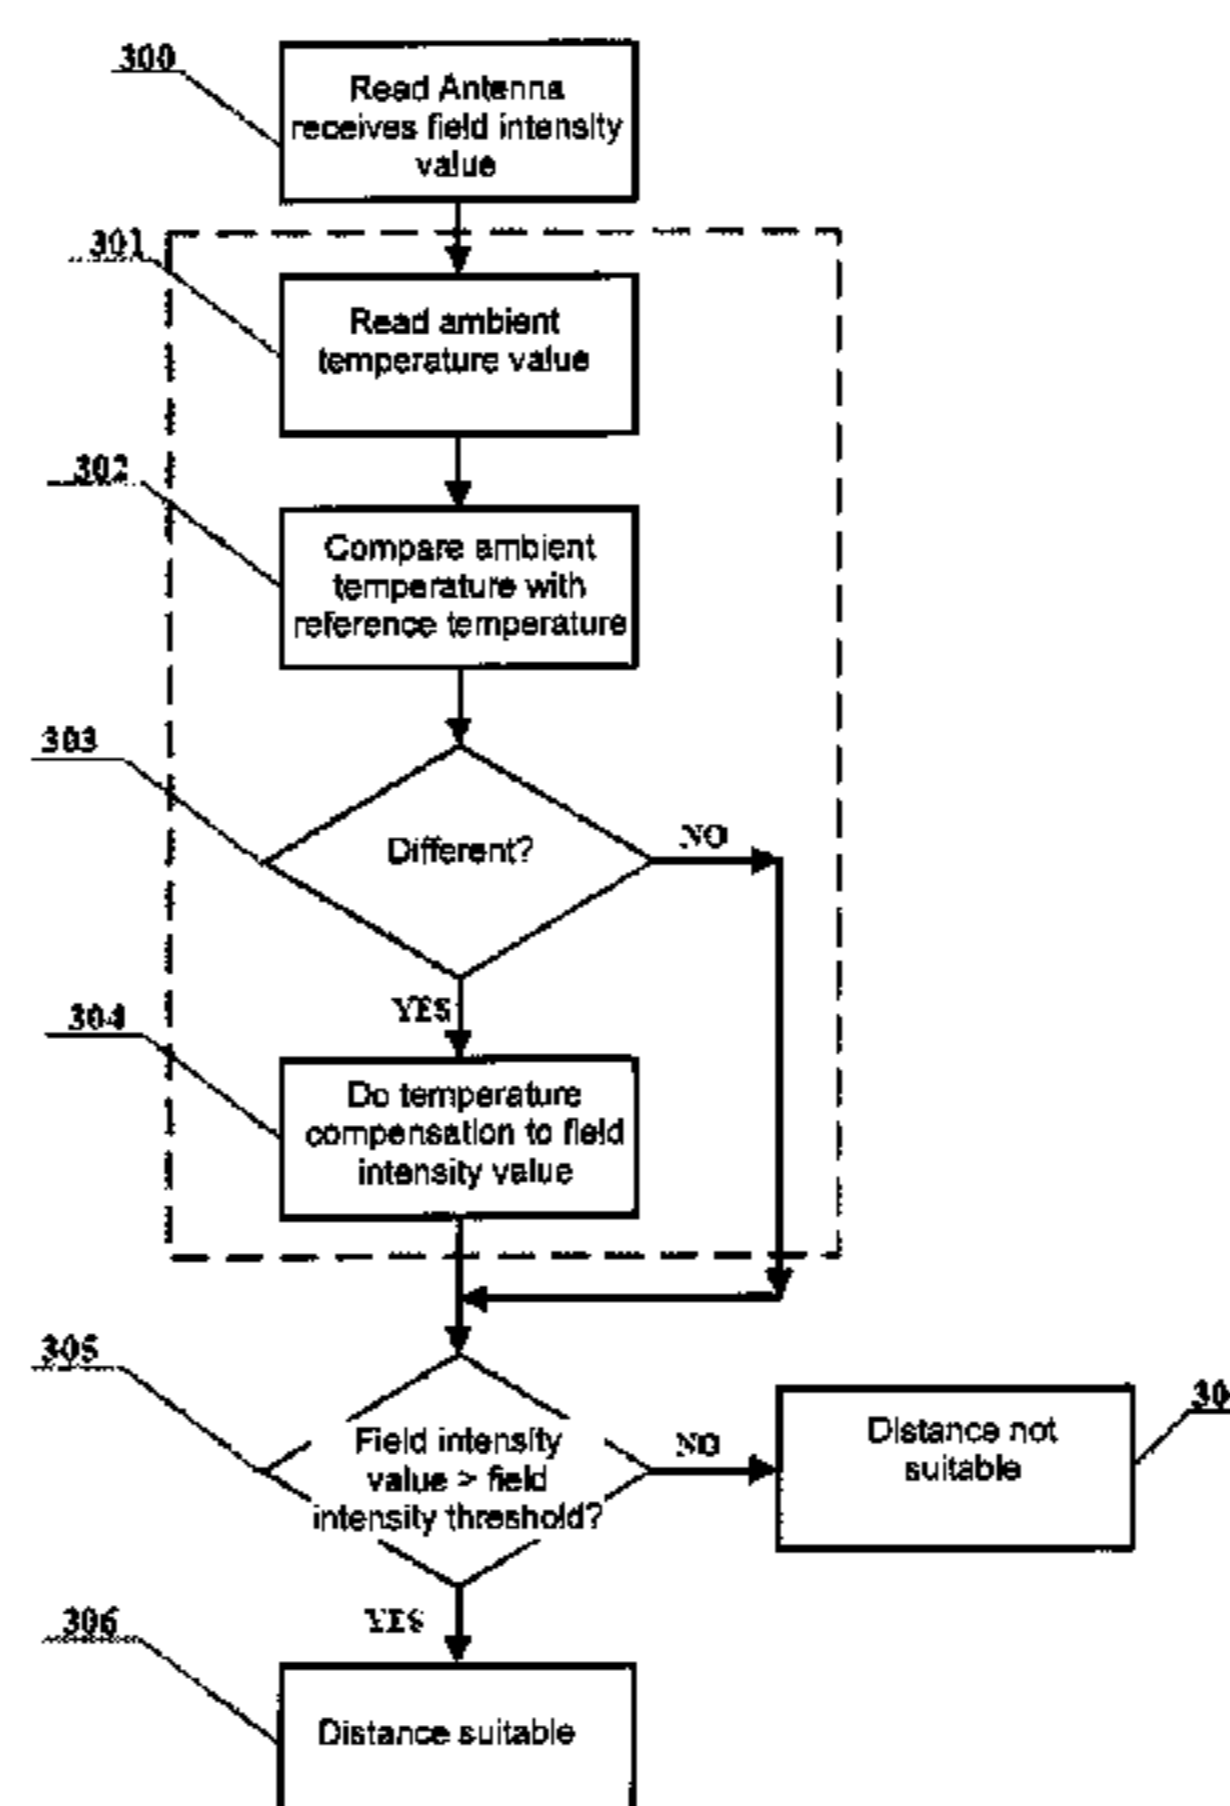 300
Read Antenna
receives field intensity
value
301
Read ambient
temperature value
302
Compare ambient
temperature with
reference temperature
303
Different?
NO
YES
304
Do temperature
compensation to field
intensity value
305
Field intensity
value > field
intensity threshold?
NO
Distance not
suitable
30
YES
306
Distance suitable